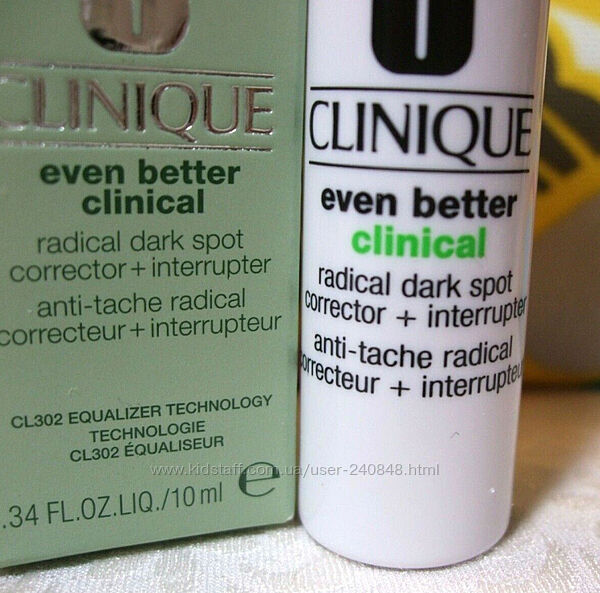 CLINIQUE
even better
clinical
radical dark spot
corrector + interrupter
anti-tache radical
correcteur + interrupteur
CL302 EQUALIZER TECHNOLOGY
TECHNOLOGIE
CL302 ÉQUALISEUR
.34 FL.OZ.LIQ./10 ml e
CLINIQUE
even better
clinical
radical dark spot
corrector + interrupter
anti-tache radical
correcteur + interrupteur
www.kidstaff.com.ua/user-240848.html